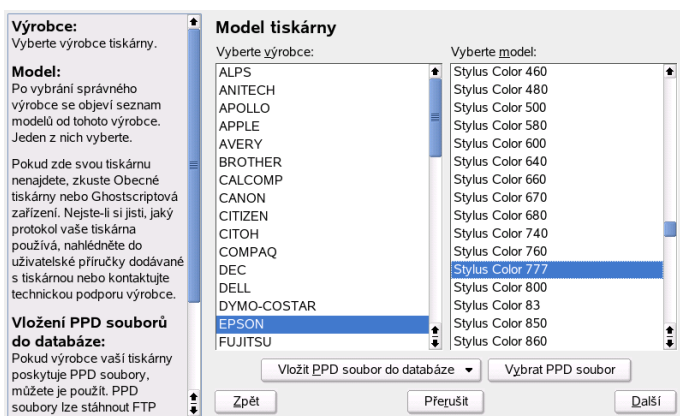 Výrobce:
Vyberte výrobce tiskárny.
Model:
Po vybrání správného
výrobce se objeví seznam
modelů od tohoto výrobce.
Jeden z nich vyberte.
Pokud zde svou tiskárnu
nenajdete, zkuste Obecné
tiskárny nebo Ghostscriptová
zařízení. Nejste-li si jisti, jaký
protokol vaše tiskárna
používá, nahlédněte do
uživatelské příručky dodávané
s tiskárnou nebo kontaktujte
technickou podporu výrobce.
Vložení PPD souborů
do databáze:
Pokud výrobce vaší tiskárny
poskytuje PPD soubory,
můžete je použít. PPD
soubory lze stáhnout FTP
Model tiskárny
Vyberte výrobce:
ALPS
ANITECH
APOLLO
APPLE
AVERY
BROTHER
CALCOMP
CANON
CITIZEN
CITOH
COMPAQ
DEC
DELL
DYMO-COSTAR
EPSON
FUJITSU
Vyberte model:
Stylus Color 460
Stylus Color 480
Stylus Color 500
Stylus Color 580
Stylus Color 600
Stylus Color 640
Stylus Color 660
Stylus Color 670
Stylus Color 680
Stylus Color 740
Stylus Color 760
Stylus Color 777
Stylus Color 800
Stylus Color 83
Stylus Color 850
Stylus Color 860
Vložit PPD soubor do databáze
Vybrat PPD soubor
Zpět
Přerušit
Další